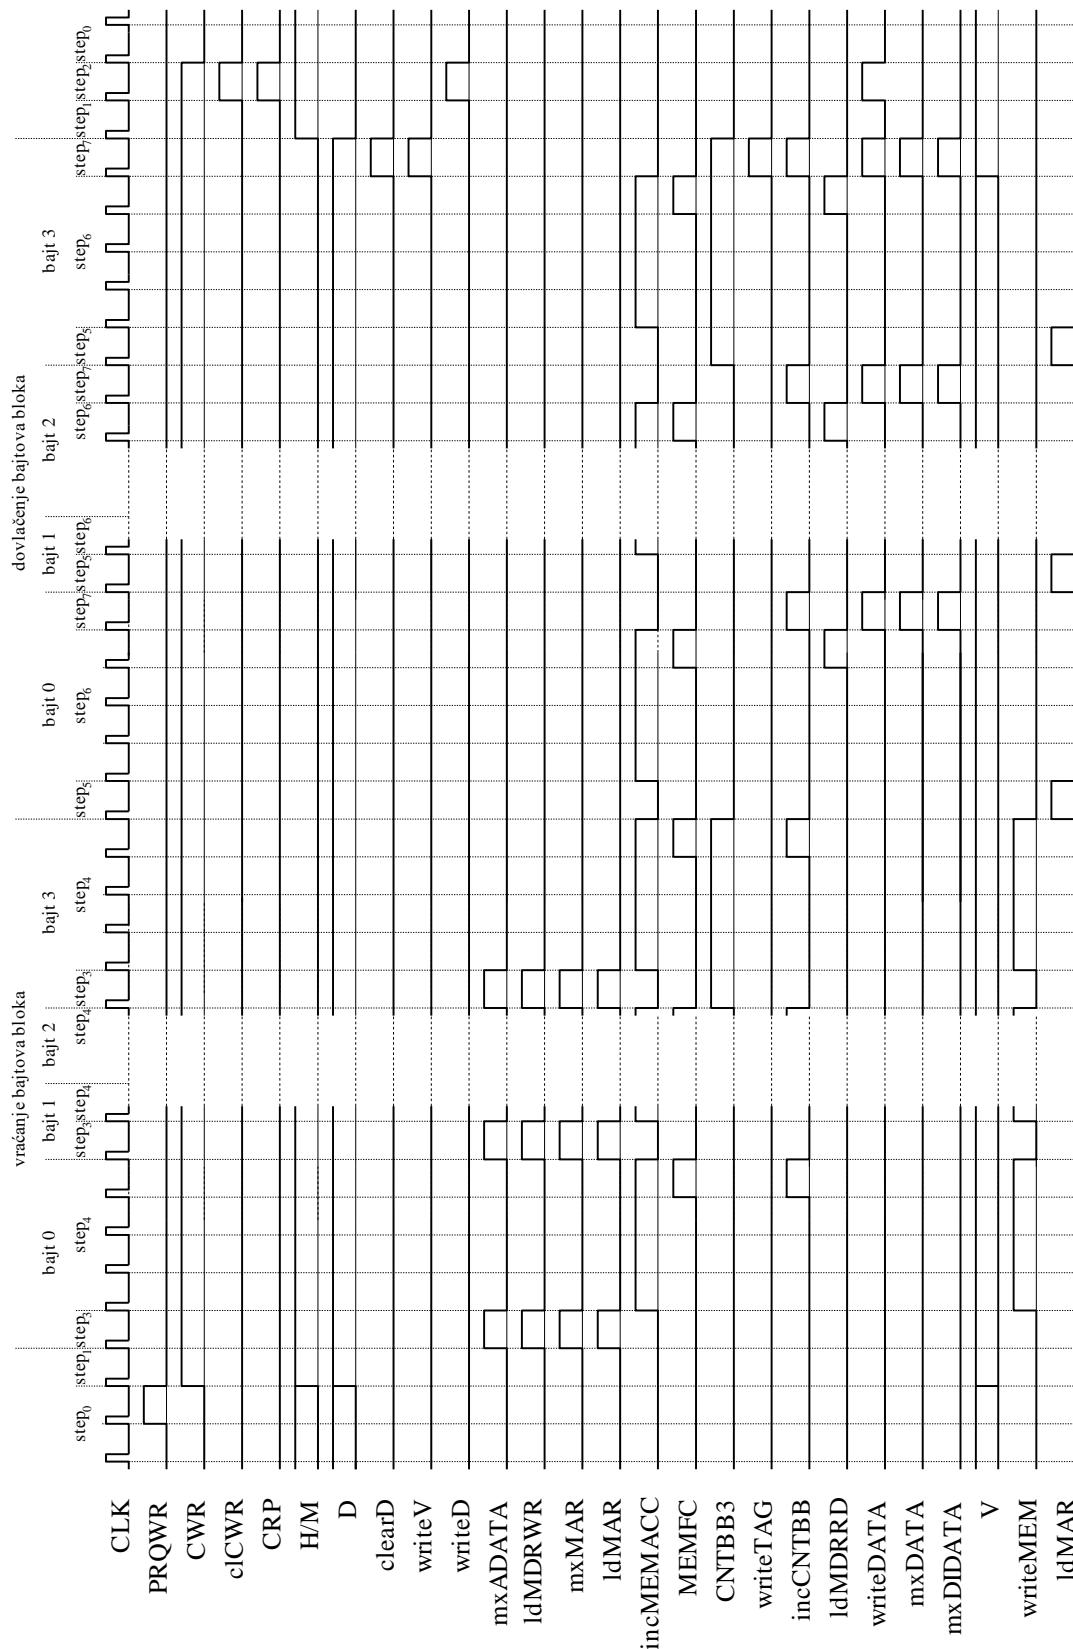 vraćanje bajtova bloka dovlačenje bajtova bloka
bajt 0 bajt 1 bajt 2 bajt 3 bajt 0 bajt 1 bajt 2 bajt 3
step₀ step₁ step₃ step₄ step₃ step₄ step₄ step₃ step₄ step₅ step₆ step₇ step₅ step₆ step₆ step₇ step₅ step₆ step₇ step₁ step₂ step₀
CLK
PRQWR
CWR
clCWR
CRP
H/M
D
clearD
writeV
writeD
mxADATA
ldMDRWR
mxMAR
ldMAR
incMEMACC
MEMFC
CNTBB3
writeTAG
incCNTBB
ldMDRRD
writeDATA
mxDATA
mxDIDATA
V
writeMEM
ldMAR